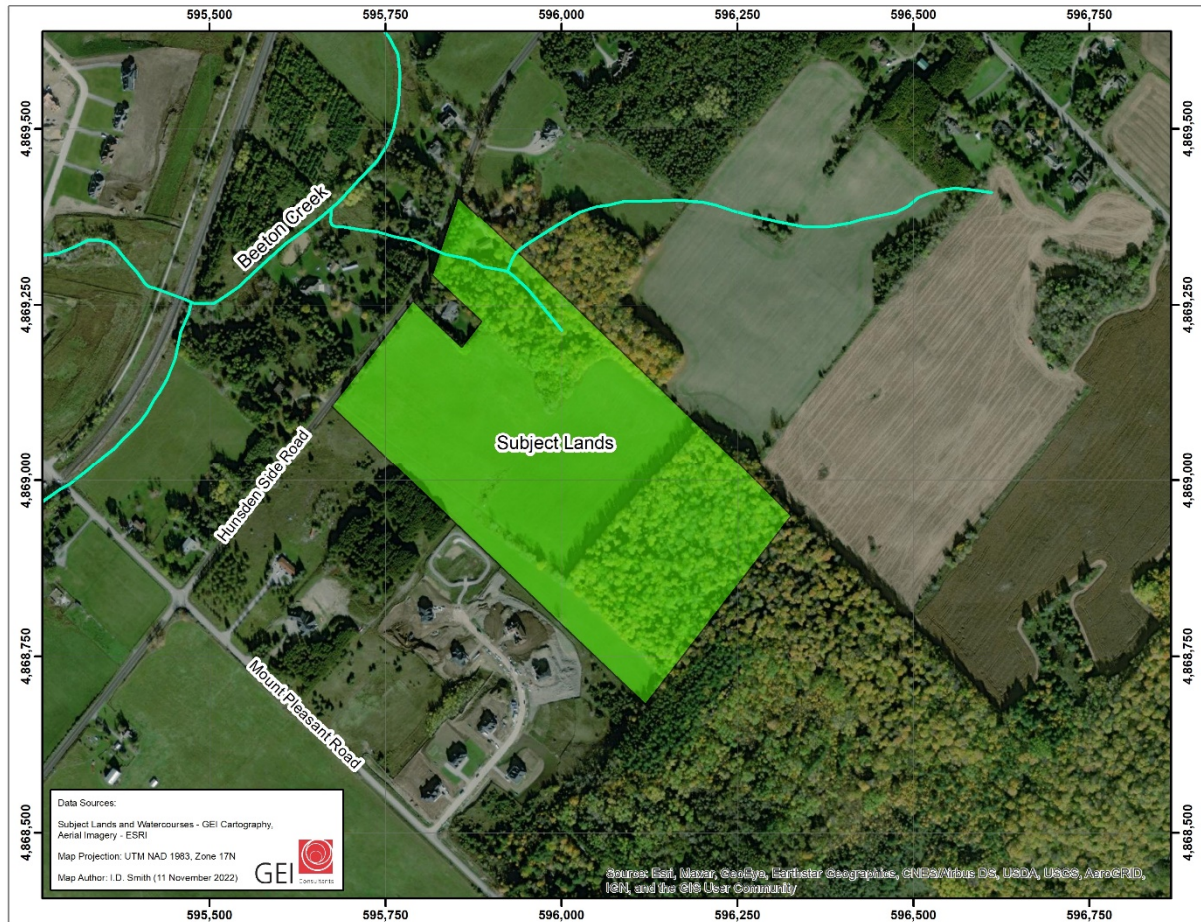 595,500 595,750 596,000 596,250 596,500 596,750
4,869,500 4,869,500
Beeton Creek
4,869,250 4,869,250
Subject Lands
4,869,000 4,869,000
Hunsden Side Road
4,868,750 4,868,750
Mount Pleasant Road
Data Sources:
Subject Lands and Watercourses - GEI Cartography,
Aerial Imagery - ESRI
Map Projection: UTM NAD 1983, Zone 17N
Map Author: I.D. Smith (11 November 2022)
GEI
Consultants
4,868,500 4,868,500
Source: Esri, Maxar, GeoEye, Earthstar Geographics, CNES/Airbus DS, USDA, USGS, AeroGRID,
IGN, and the GIS User Community
595,500 595,750 596,000 596,250 596,500 596,750